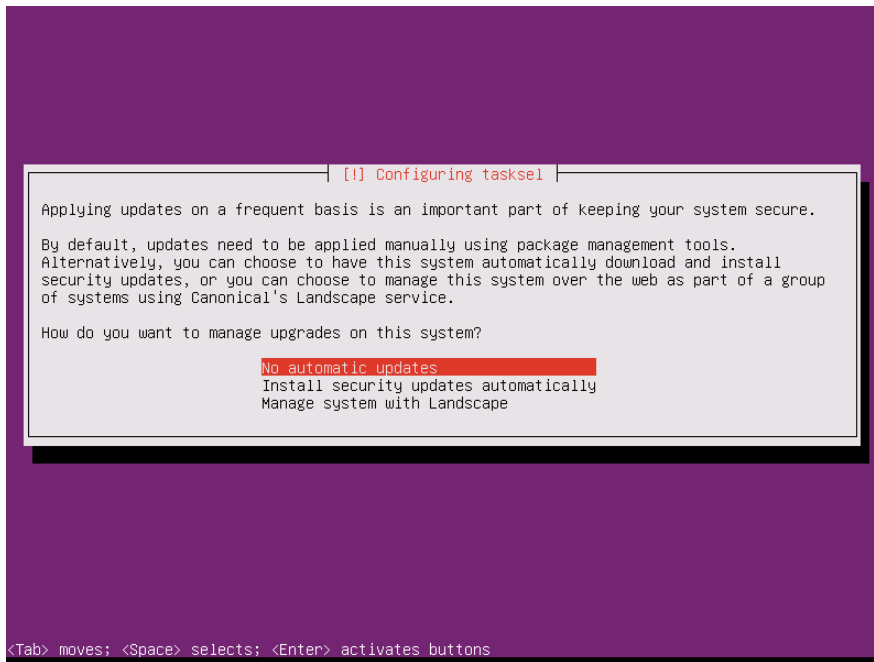 [!] Configuring tasksel
Applying updates on a frequent basis is an important part of keeping your system secure.
By default, updates need to be applied manually using package management tools.
Alternatively, you can choose to have this system automatically download and install
security updates, or you can choose to manage this system over the web as part of a group
of systems using Canonical's Landscape service.
How do you want to manage upgrades on this system?
No automatic updates
Install security updates automatically
Manage system with Landscape
<Tab> moves; <Space> selects; <Enter> activates buttons